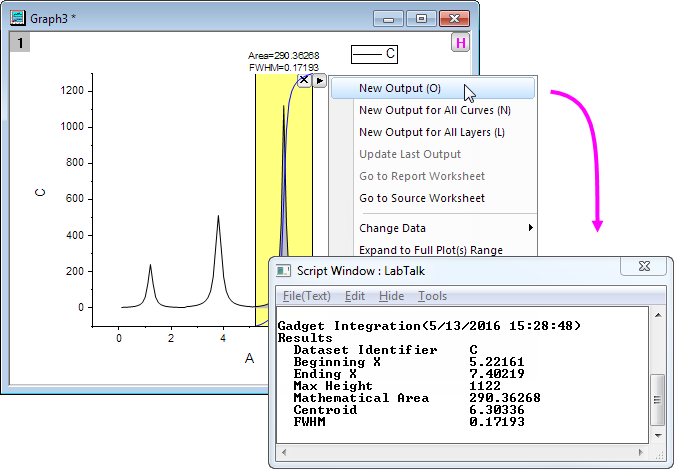 Graph3 *
1
H
Area=290.36268
FWHM=0.17193
C
1200
1000
800
600
400
200
0
C
0
2
4
A
New Output (O)
New Output for All Curves (N)
New Output for All Layers (L)
Update Last Output
Go to Report Worksheet
Go to Source Worksheet
Change Data
Expand to Full Plot(s) Range
Script Window : LabTalk
File(Text) Edit Hide Tools
Gadget Integration(5/13/2016 15:28:48)
Results
Dataset Identifier C
Beginning X 5.22161
Ending X 7.40219
Max Height 1122
Mathematical Area 290.36268
Centroid 6.30336
FWHM 0.17193